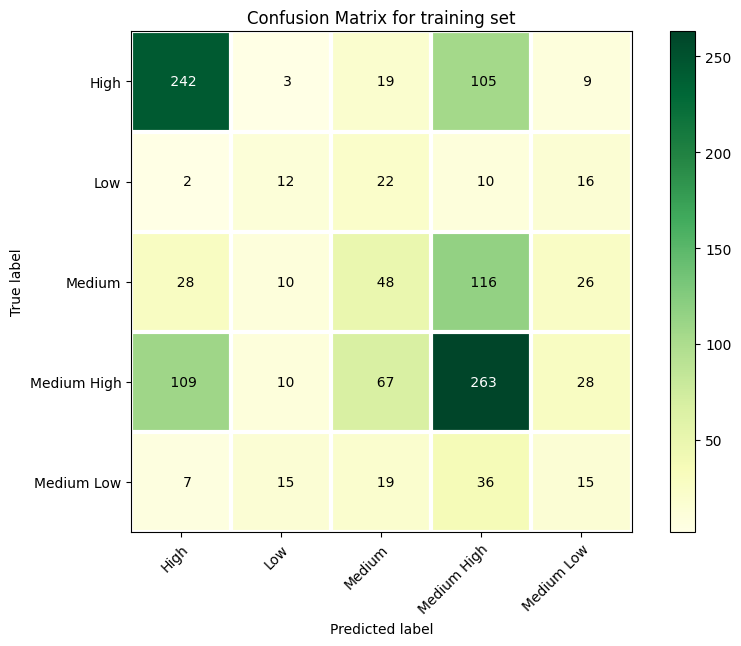 Confusion Matrix for training set
High 242 3 19 105 9
Low 2 12 22 10 16
Medium 28 10 48 116 26
Medium High 109 10 67 263 28
Medium Low 7 15 19 36 15
High Low Medium Medium High Medium Low
Predicted label
True label
250
200
150
100
50